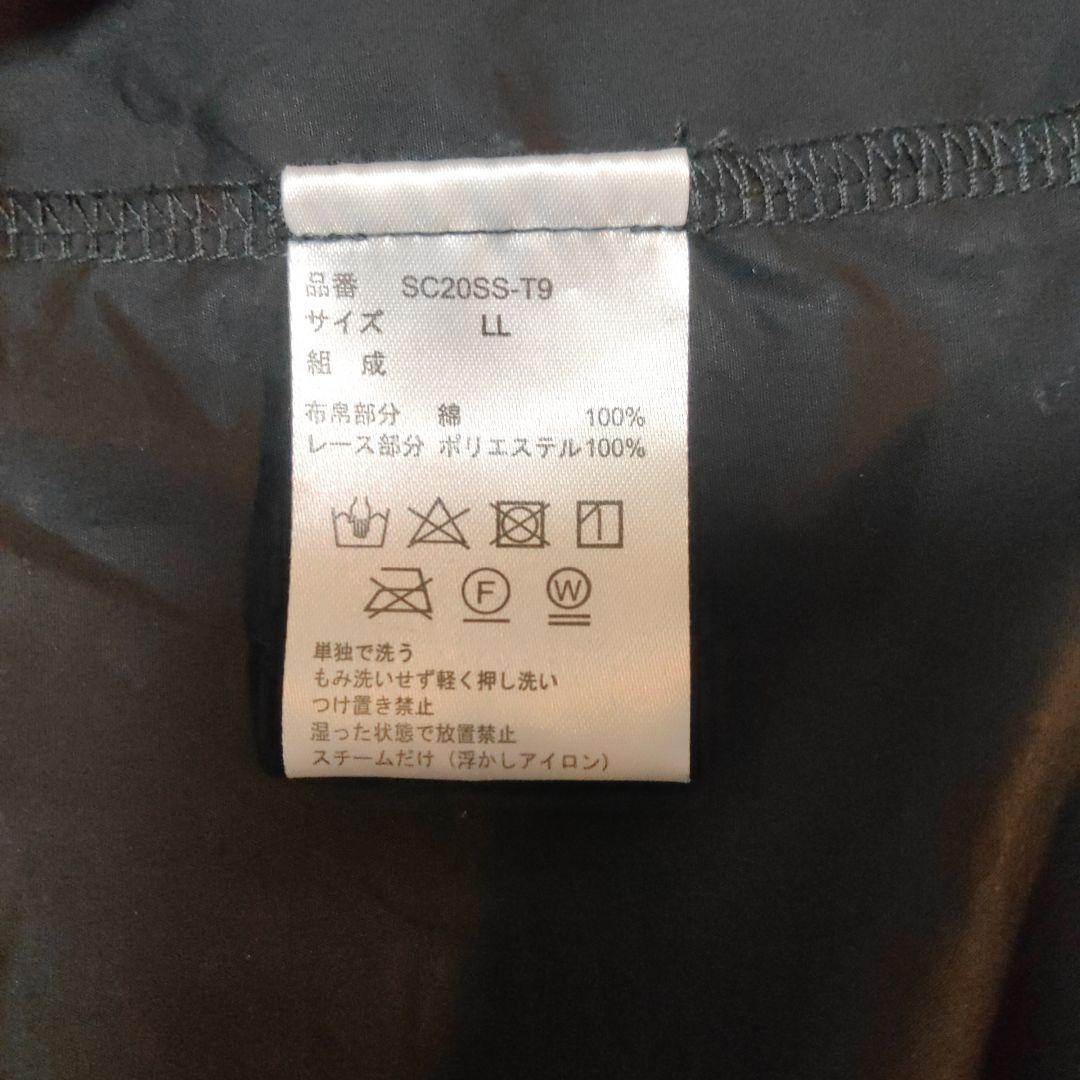 品番 SC20SS-T9
サイズ LL
組 成
布帛部分 綿 100%
レース部分 ポリエステル100%
F W
単独で洗う
もみ洗いせず軽く押し洗い
つけ置き禁止
湿った状態で放置禁止
スチームだけ（浮かしアイロン）